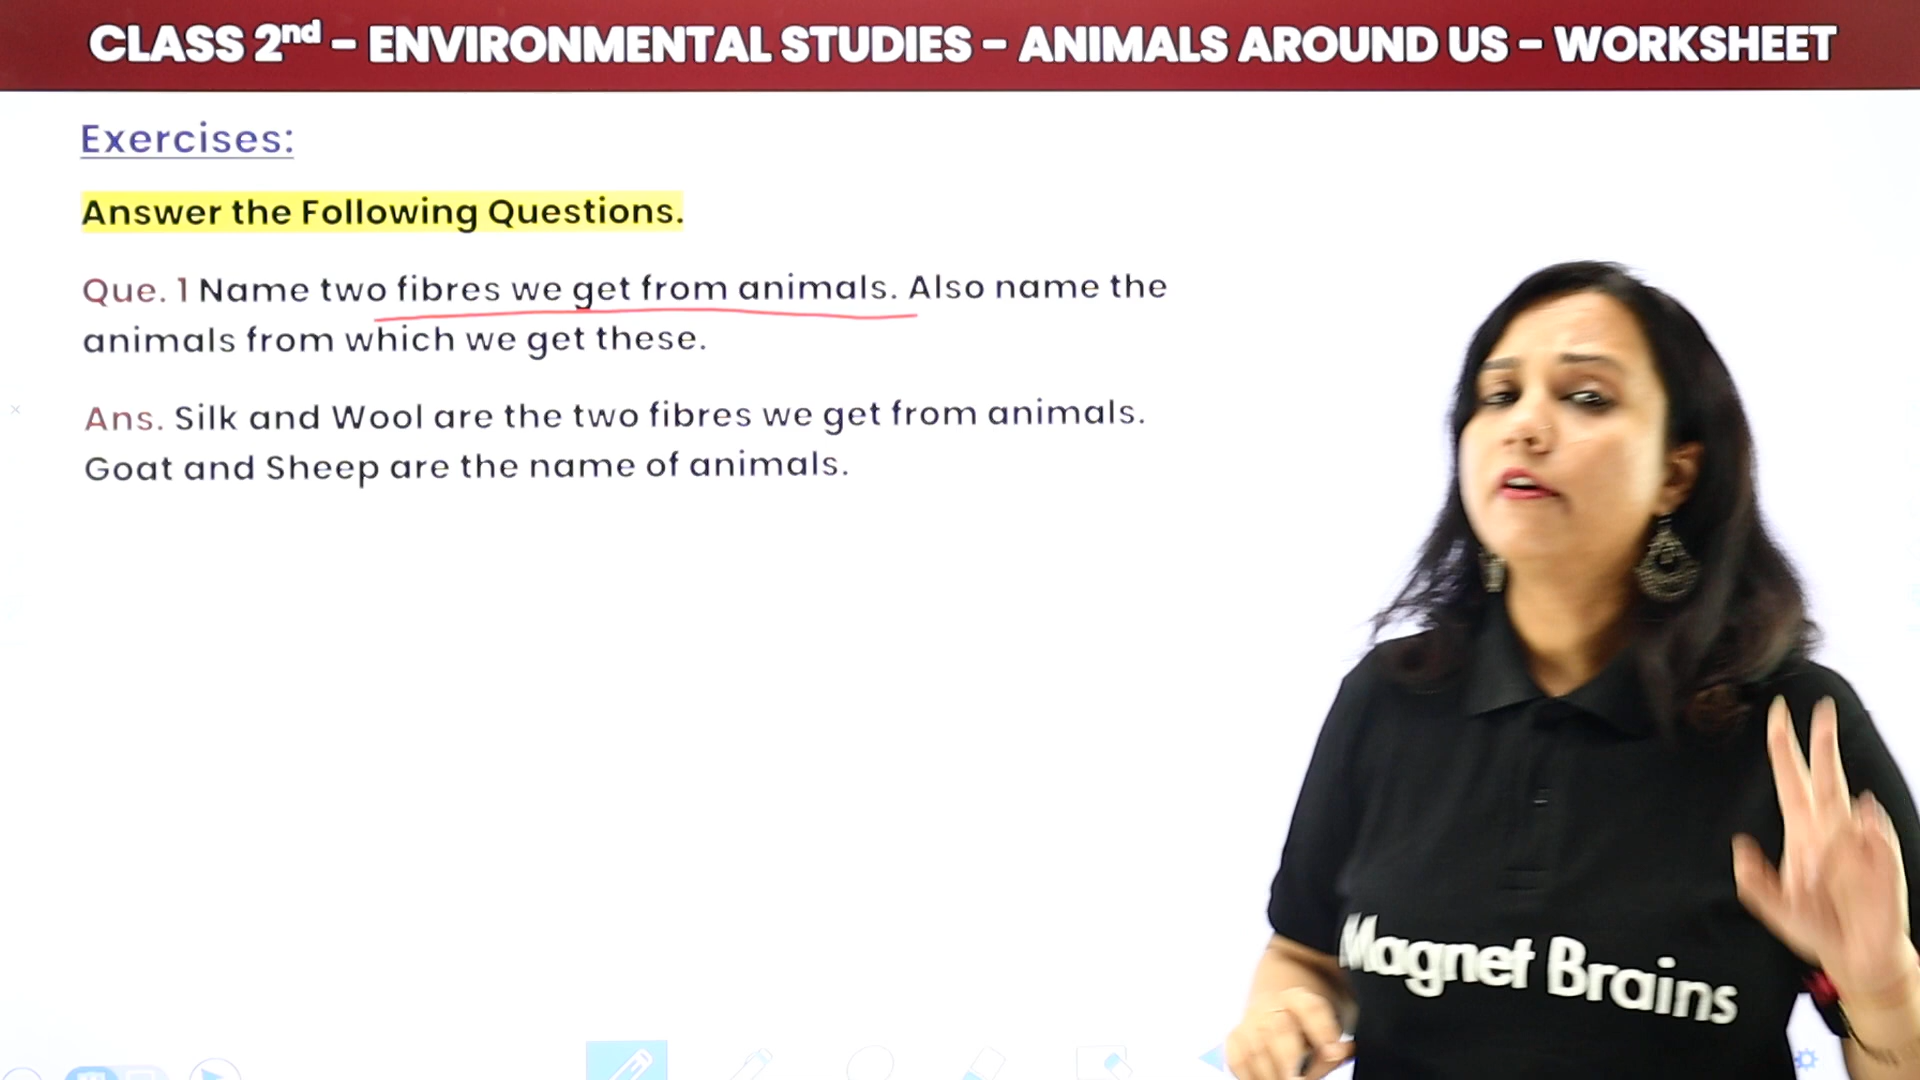 CLASS 2nd – ENVIRONMENTAL STUDIES – ANIMALS AROUND US – WORKSHEET
Exercises:
Answer the Following Questions.
Que. 1 Name two fibres we get from animals. Also name the
animals from which we get these.
Ans. Silk and Wool are the two fibres we get from animals.
Goat and Sheep are the name of animals.
Magnet Brains